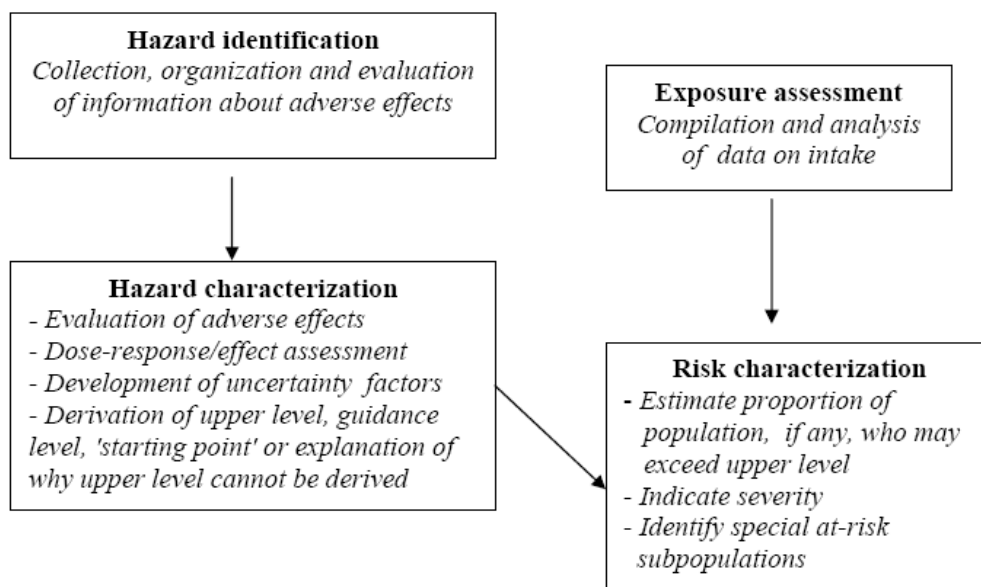 Hazard identification
Collection, organization and evaluation
of information about adverse effects
Exposure assessment
Compilation and analysis
of data on intake
Hazard characterization
- Evaluation of adverse effects
- Dose-response/effect assessment
- Development of uncertainty factors
- Derivation of upper level, guidance
level, 'starting point' or explanation of
why upper level cannot be derived
Risk characterization
- Estimate proportion of
population, if any, who may
exceed upper level
- Indicate severity
- Identify special at-risk
subpopulations